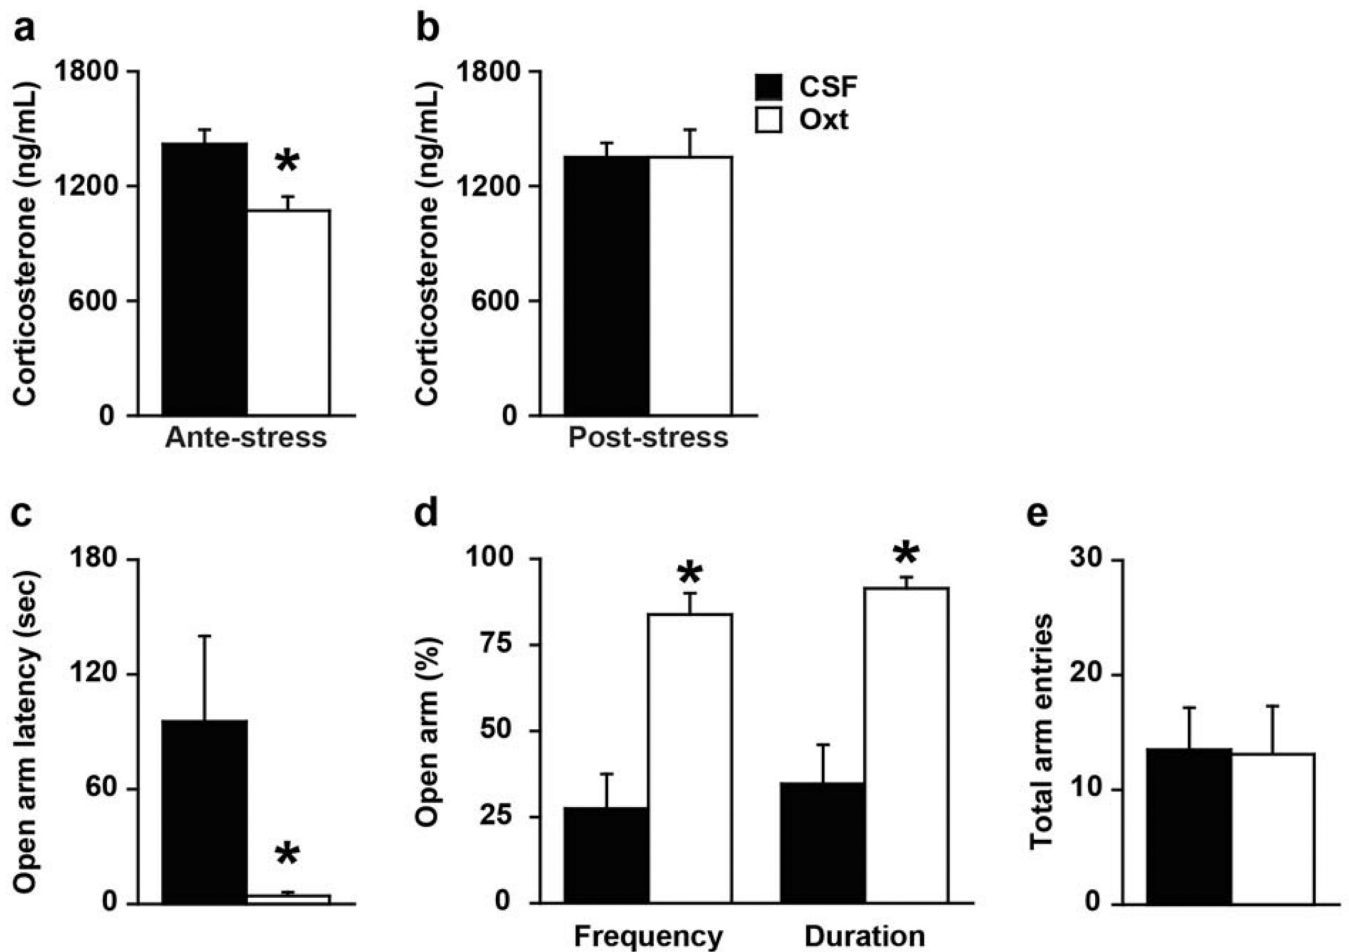 a
Corticosterone (ng/mL)
1800
1200
600
0
*
Ante-stress
b
Corticosterone (ng/mL)
1800
1200
600
0
Post-stress
CSF
Oxt
c
Open arm latency (sec)
180
120
60
0
*
d
Open arm (%)
100
75
50
25
0
*
*
Frequency
Duration
e
Total arm entries
30
20
10
0